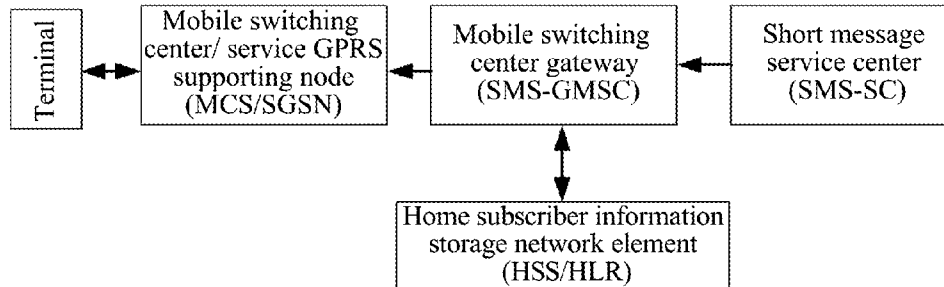 Terminal
Mobile switching
center/ service GPRS
supporting node
(MCS/SGSN)
Mobile switching
center gateway
(SMS-GMSC)
Short message
service center
(SMS-SC)
Home subscriber information
storage network element
(HSS/HLR)